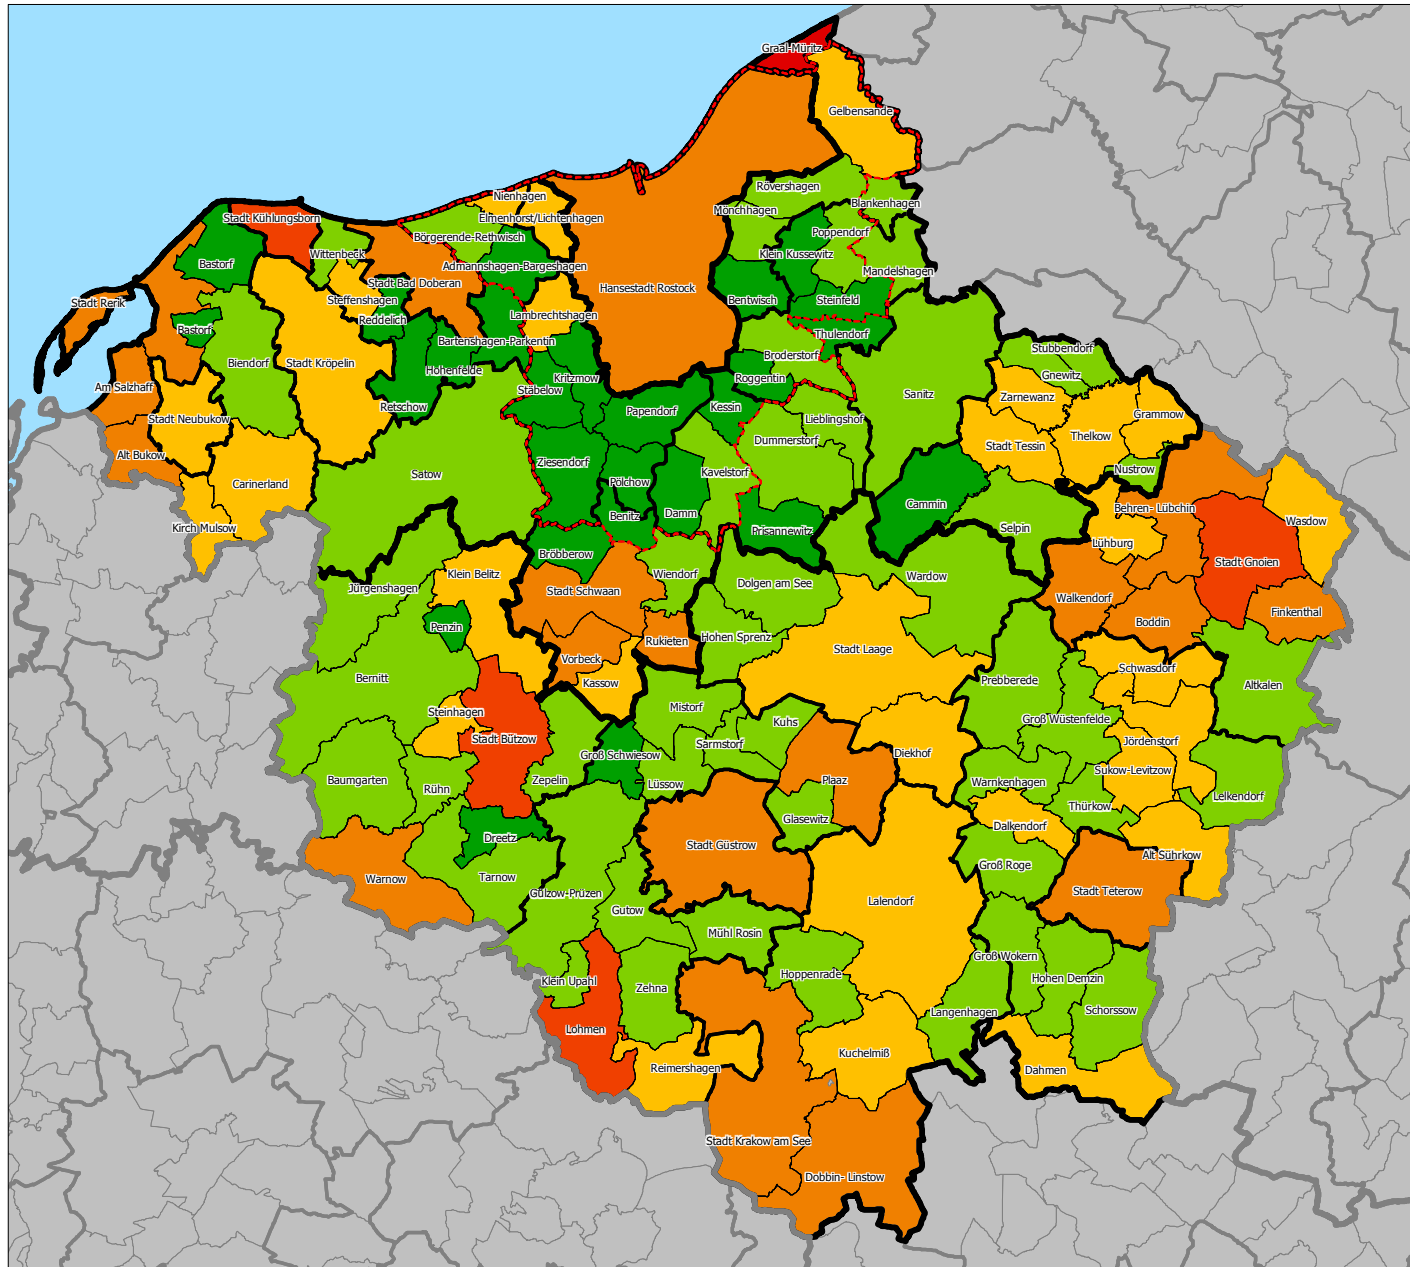 Graal-Müritz
Gelbensande
Rövershagen
Nienhagen
Blankenhagen
Mönchhagen
Elmenhorst/Lichtenhagen
Stadt Kühlungsborn
Poppendorf
Börgerende-Rethwisch
Wittenbeck
Klein Kussewitz
Bastorf
Admannshagen-Bargeshagen
Mandelshagen
Stadt Bad Doberan
Hansestadt Rostock
Steffenshagen
Bentwisch
Steinfeld
Stadt Rerik
Lambrechtshagen
Reddelich
Bastorf
Thulendorf
Bartenshagen-Parkentin
Stubbendorf
Broderstorf
Biendorf
Stadt Kröpelin
Hohenfelde
Gnewitz
Kritzmow
Roggentin
Am Salzhaff
Stäbelow
Sanitz
Zarnewanz
Retschow
Kessin
Papendorf
Grammow
Stadt Neubukow
Lieblingshof
Thelkow
Dummerstorf
Stadt Tessin
Alt Bukow
Ziesendorf
Nustrow
Satow
Kavelstorf
Carinerland
Pölchow
Cammin
Behren- Lübchin
Damm
Benitz
Wasdow
Kirch Mulsow
Prisannewitz
Selpin
Lühburg
Bröbberow
Stadt Gnoien
Klein Belitz
Wiendorf
Wardow
Jürgenshagen
Dolgen am See
Stadt Schwaan
Walkendorf
Finkenthal
Boddin
Penzin
Hohen Sprenz
Rukieten
Stadt Laage
Vorbeck
Schwasdorf
Bernitt
Prebberede
Kassow
Altkalen
Mistorf
Steinhagen
Groß Wüstenfelde
Kuhs
Stadt Bützow
Jördenstorf
Sarmstorf
Diekhof
Groß Schwiesow
Sukow-Levitzow
Baumgarten
Zepelin
Plaaz
Warnkenhagen
Lüssow
Rühn
Lelkendorf
Thürkow
Glasewitz
Dalkendorf
Dreetz
Stadt Güstrow
Alt Sührkow
Groß Roge
Warnow
Tarnow
Stadt Teterow
Gülzow-Prüzen
Lalendorf
Gutow
Mühl Rosin
Groß Wokern
Hoppenrade
Hohen Demzin
Klein Upahl
Zehna
Schorssow
Langenhagen
Lohmen
Kuchelmiß
Reimershagen
Dahmen
Stadt Krakow am See
Dobbin- Linstow